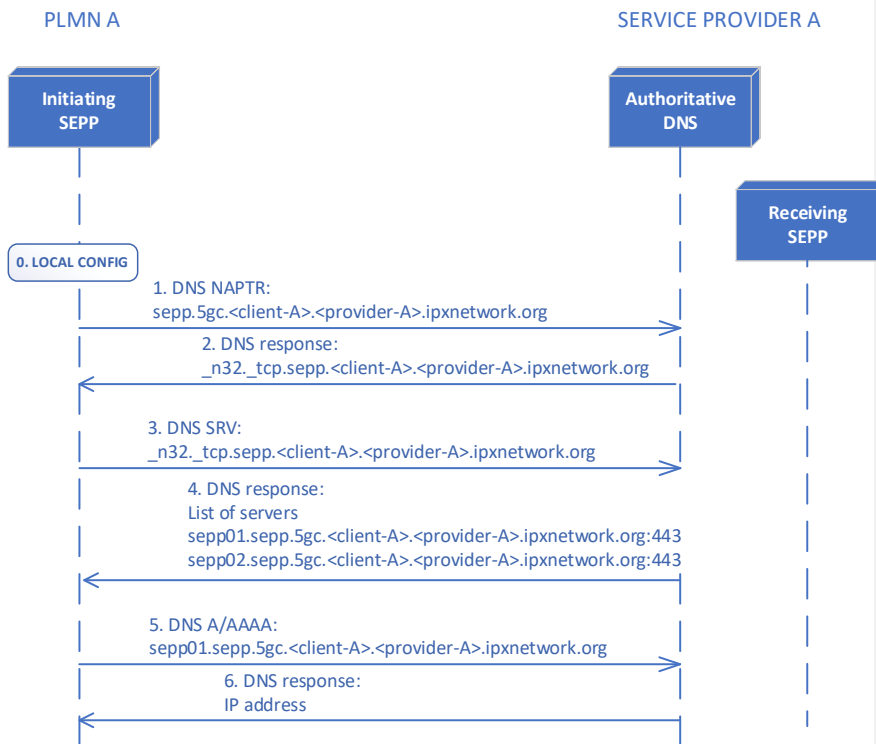 PLMN A
SERVICE PROVIDER A
Initiating
SEPP
Authoritative
DNS
Receiving
SEPP
0. LOCAL CONFIG
1. DNS NAPTR:
sepp.5gc.<client-A>.<provider-A>.ipxnetwork.org
2. DNS response:
_n32._tcp.sepp.<client-A>.<provider-A>.ipxnetwork.org
3. DNS SRV:
_n32._tcp.sepp.<client-A>.<provider-A>.ipxnetwork.org
4. DNS response:
List of servers
sepp01.sepp.5gc.<client-A>.<provider-A>.ipxnetwork.org:443
sepp02.sepp.5gc.<client-A>.<provider-A>.ipxnetwork.org:443
5. DNS A/AAAA:
sepp01.sepp.5gc.<client-A>.<provider-A>.ipxnetwork.org
6. DNS response:
IP address